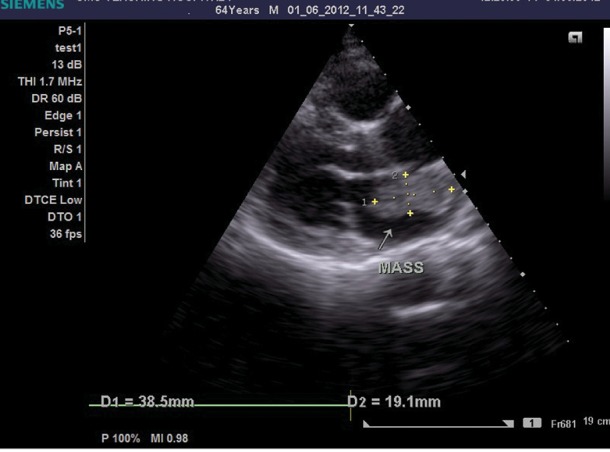 SIEMENS
64Years M 01_06_2012_11_43_22
P5-1
test1
13 dB
THI 1.7 MHz
DR 60 dB
Edge 1
Persist 1
R/S 1
Map A
Tint 1
DTCE Low
DTO 1
36 fps
2
1
MASS
D1 = 38.5mm D2 = 19.1mm
1 Fr681 19 cm
P 100% MI 0.98